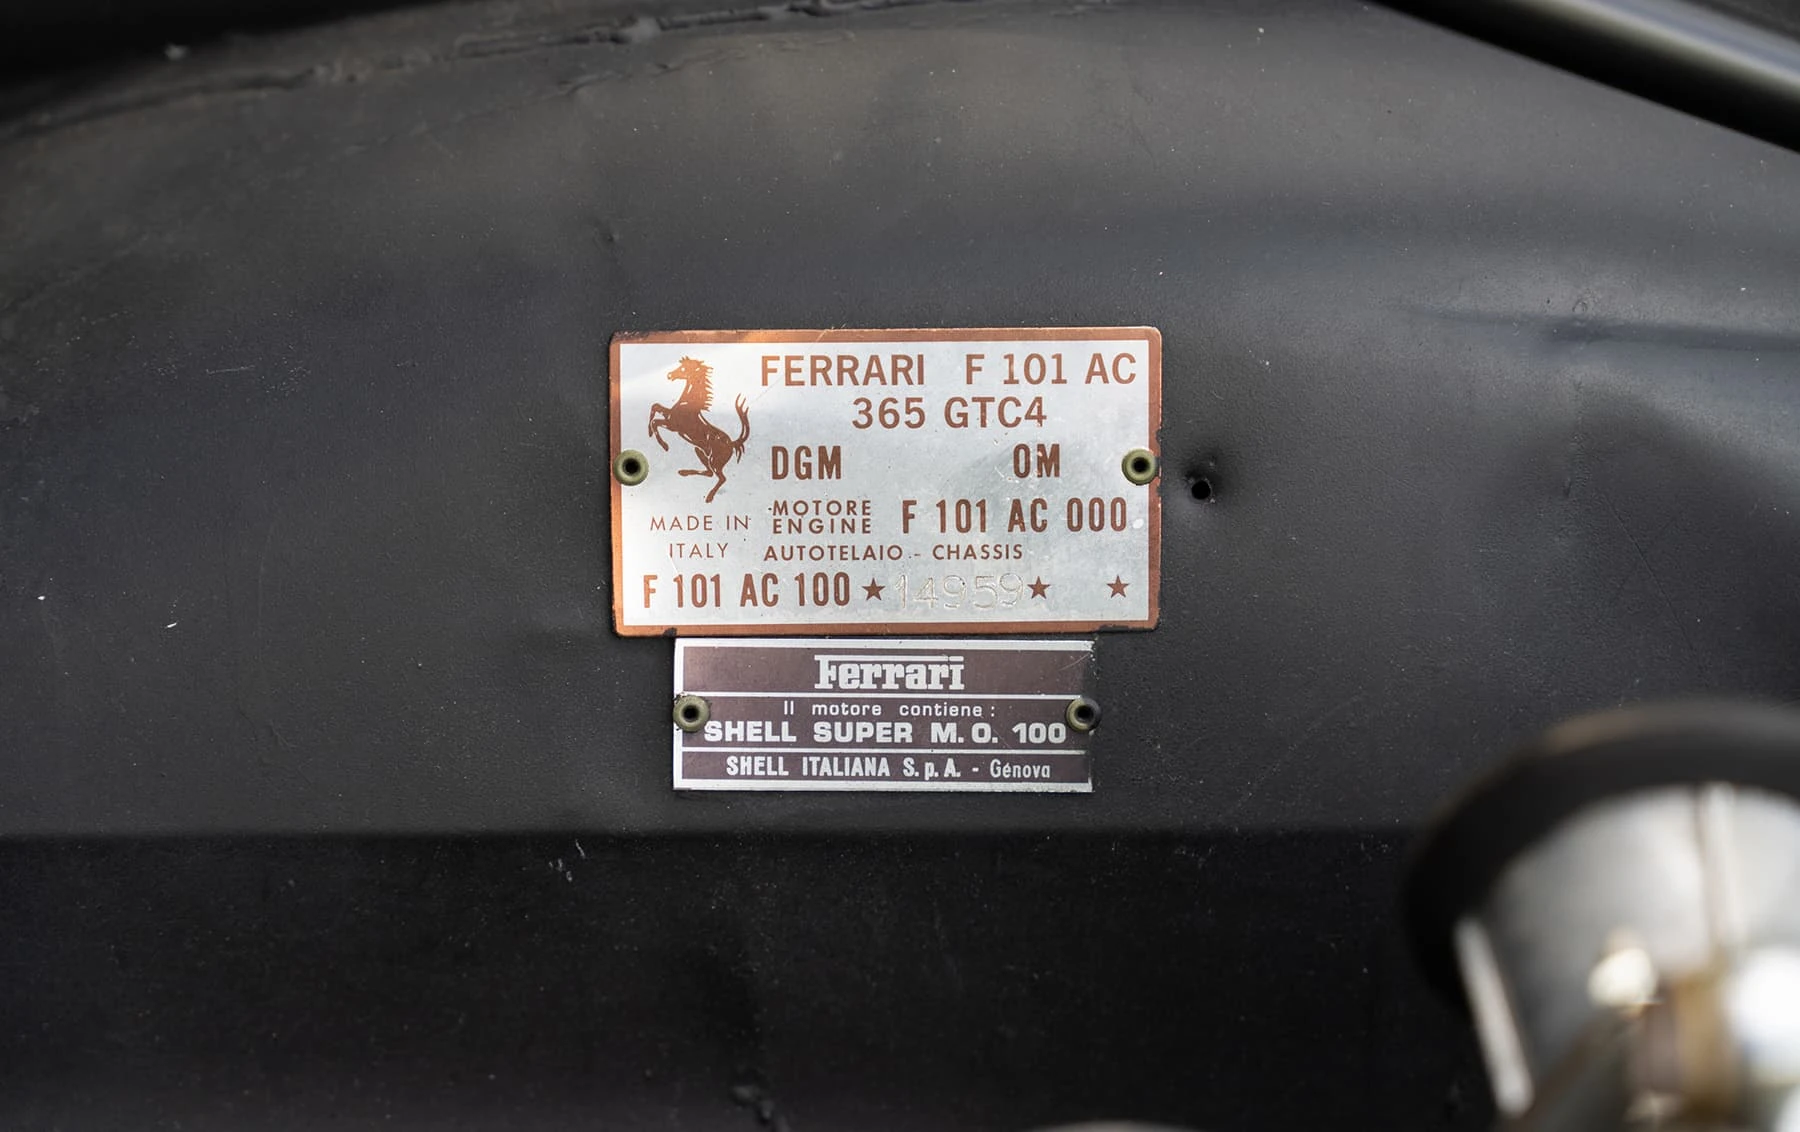 FERRARI F 101 AC
365 GTC4
DGM OM
MADE IN ITALY
MOTORE
ENGINE
F 101 AC 000
AUTOTELAIO - CHASSIS
F 101 AC 100 ★ 14959 ★ ★
Ferrari
Il motore contiene:
SHELL SUPER M.O. 100
SHELL ITALIANA S.p.A. - Génova